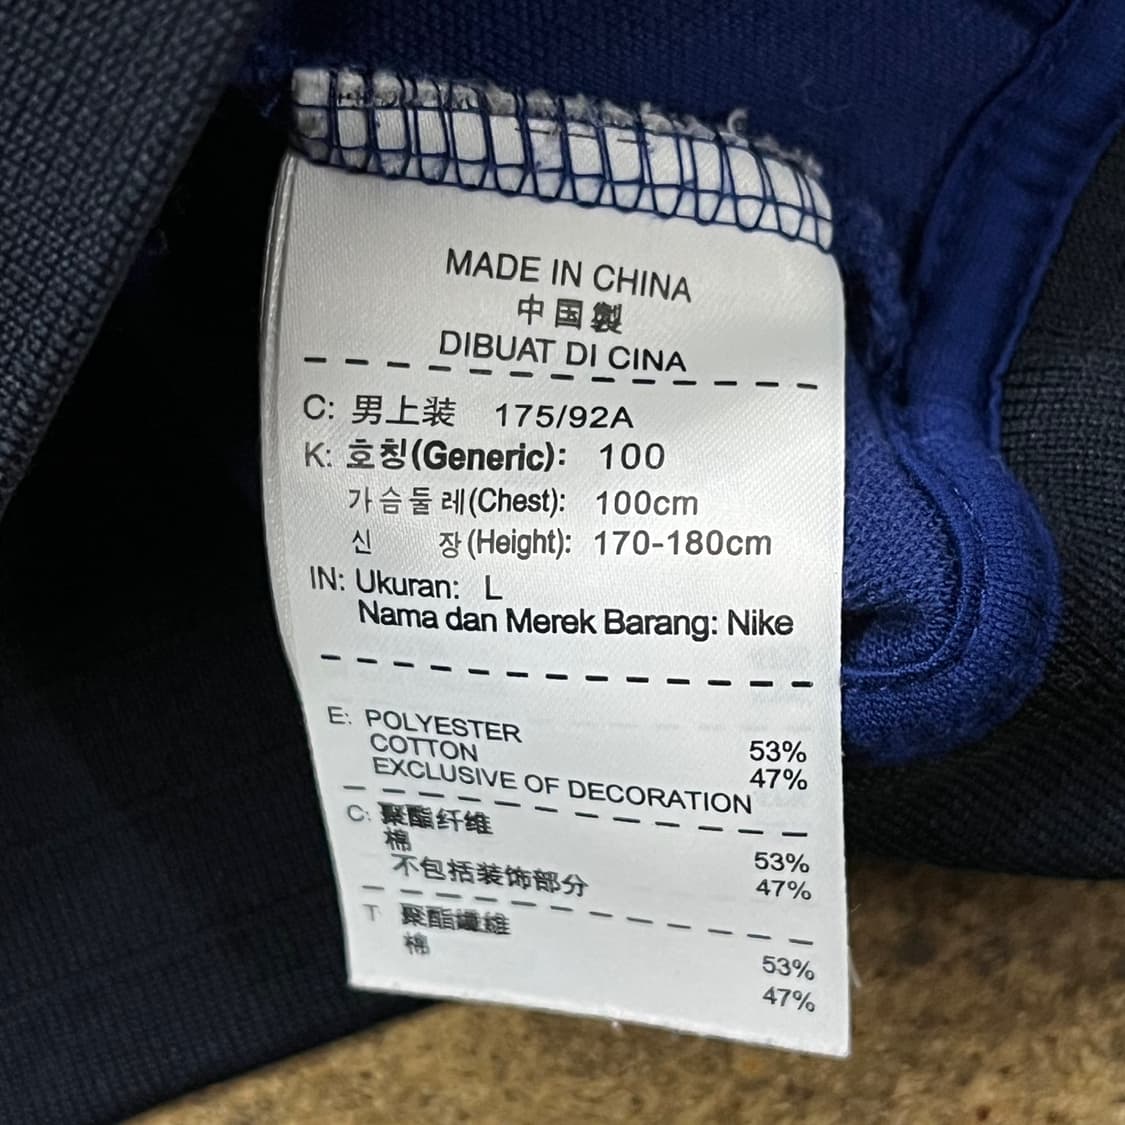 MADE IN CHINA
中国製
DIBUAT DI CINA
C: 男上装 175/92A
K: 호칭(Generic): 100
가슴둘레(Chest): 100cm
신 장(Height): 170-180cm
IN: Ukuran: L
Nama dan Merek Barang: Nike
E: POLYESTER 53%
COTTON 47%
EXCLUSIVE OF DECORATION
C: 聚酯纤维 53%
棉 47%
不包括装饰部分
T 聚酯纖維 53%
棉 47%